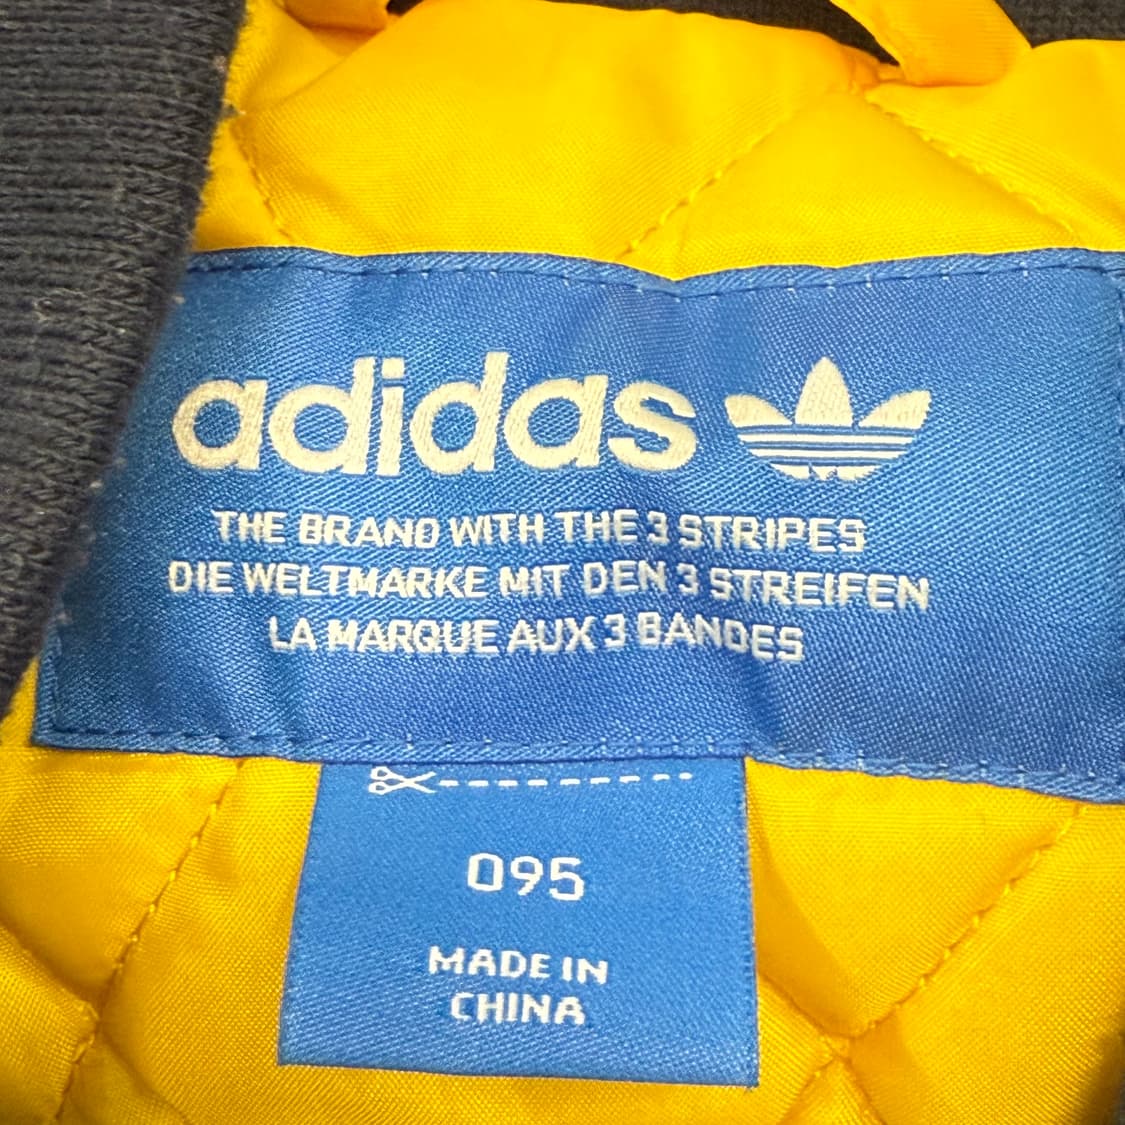 adidas
THE BRAND WITH THE 3 STRIPES
DIE WELTMARKE MIT DEN 3 STREIFEN
LA MARQUE AUX 3 BANDES
095
MADE IN
CHINA